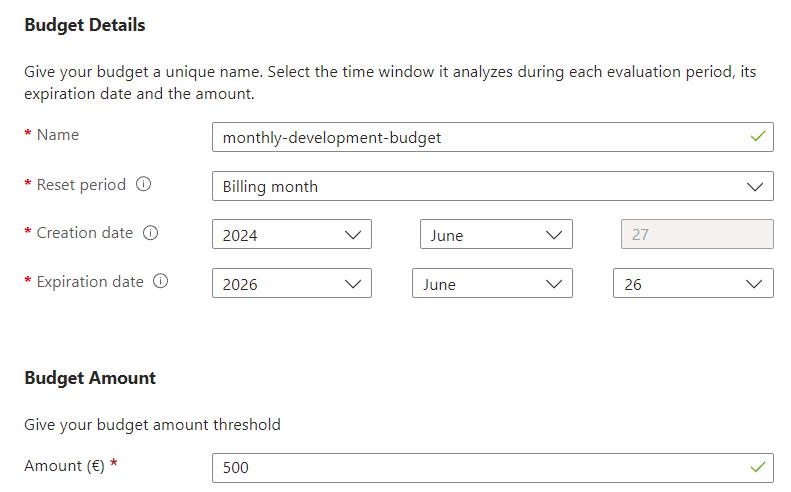 Budget Details
Give your budget a unique name. Select the time window it analyzes during each evaluation period, its
expiration date and the amount.
* Name
monthly-development-budget
* Reset period
Billing month
* Creation date
2024
June
27
* Expiration date
2026
June
26
Budget Amount
Give your budget amount threshold
Amount (€) *
500